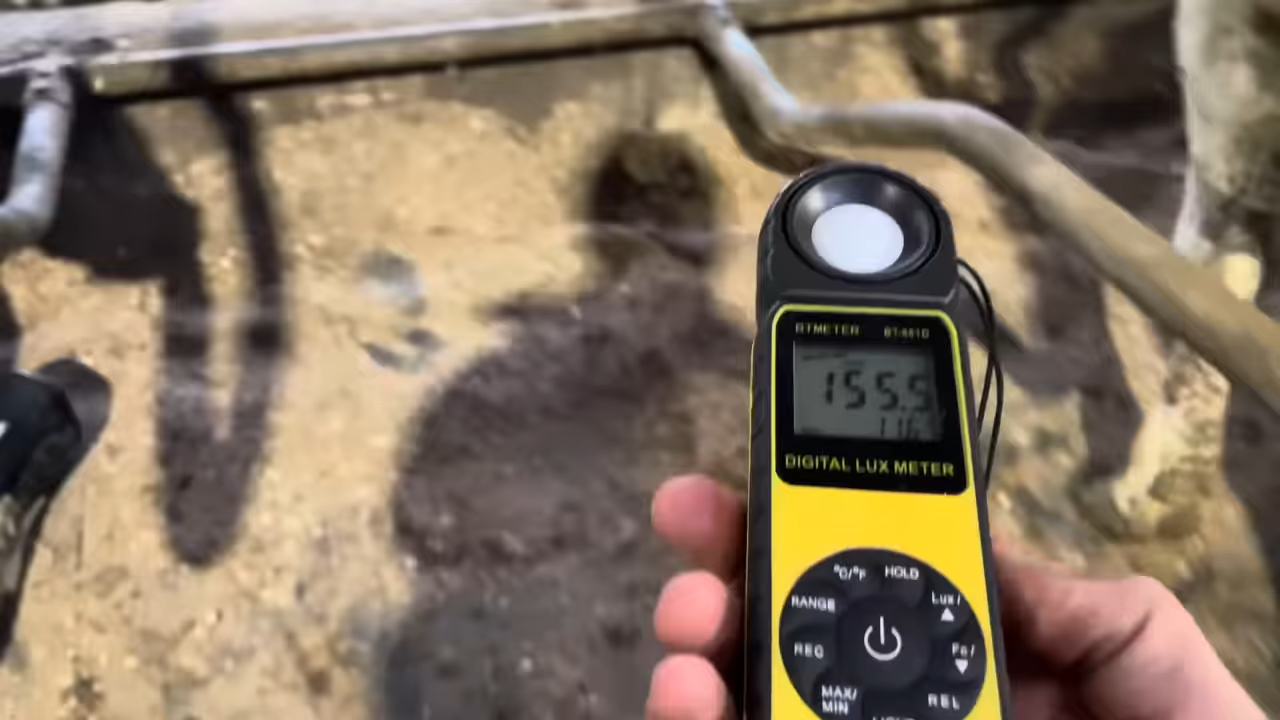 BTMETER BT-881D
155.5
DIGITAL LUX METER
°C/°F HOLD
RANGE Lux/▲
REC Fc/▼
MAX/MIN REL